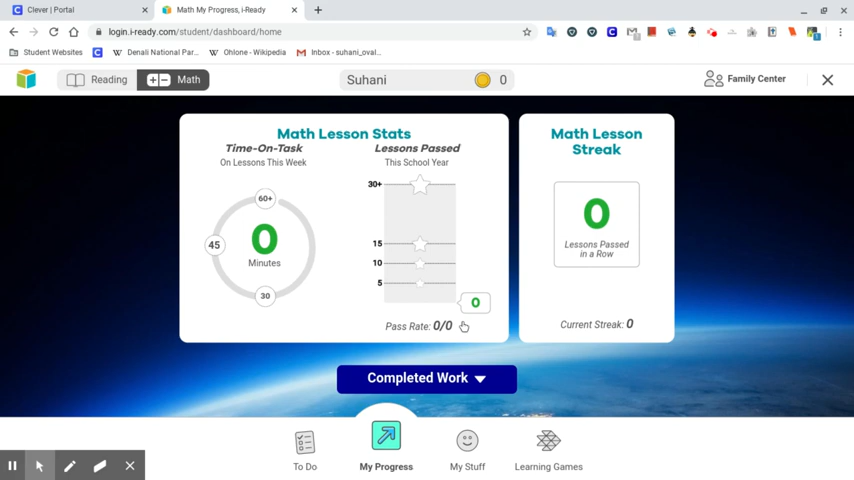 Clever | Portal
Math My Progress, i-Ready
login.i-ready.com/student/dashboard/home
Student Websites
Denali National Par...
Ohlone - Wikipedia
Inbox - suhani_oval...
Reading
Math
Suhani
0
Family Center
Math Lesson Stats
Time-On-Task
On Lessons This Week
60+
45
0
Minutes
30
Lessons Passed
This School Year
30+
15
10
5
0
Pass Rate: 0/0
Math Lesson
Streak
0
Lessons Passed
in a Row
Current Streak: 0
Completed Work
To Do
My Progress
My Stuff
Learning Games